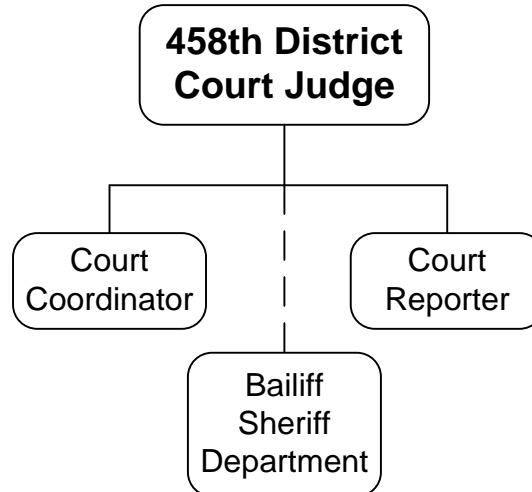 458th District
Court Judge
Court
Coordinator
Court
Reporter
Bailiff
Sheriff
Department